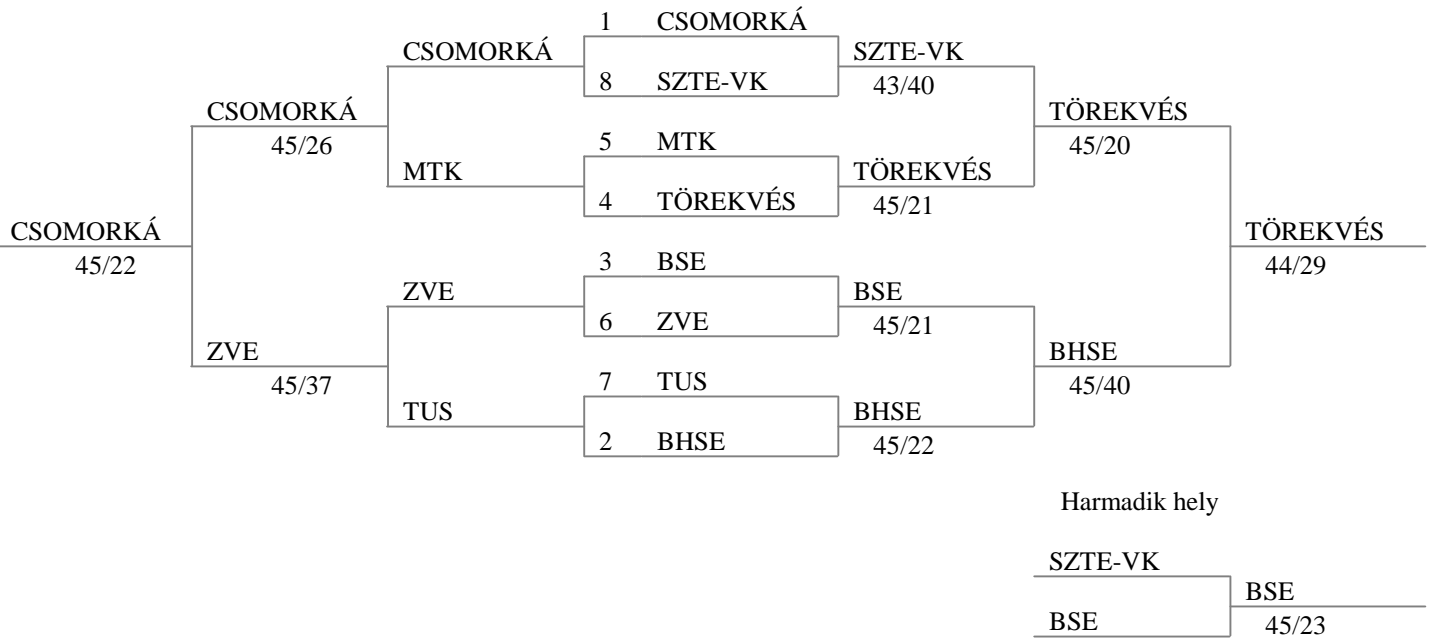 1 CSOMORKÁ
CSOMORKÁ SZTE-VK
8 SZTE-VK 43/40
CSOMORKÁ TÖREKVÉS
45/26 5 MTK 45/20
MTK TÖREKVÉS
4 TÖREKVÉS 45/21
CSOMORKÁ TÖREKVÉS
45/22 3 BSE 44/29
ZVE BSE
6 ZVE 45/21
ZVE BHSE
45/37 7 TUS 45/40
TUS BHSE
2 BHSE 45/22
Harmadik hely
SZTE-VK
BSE
BSE 45/23